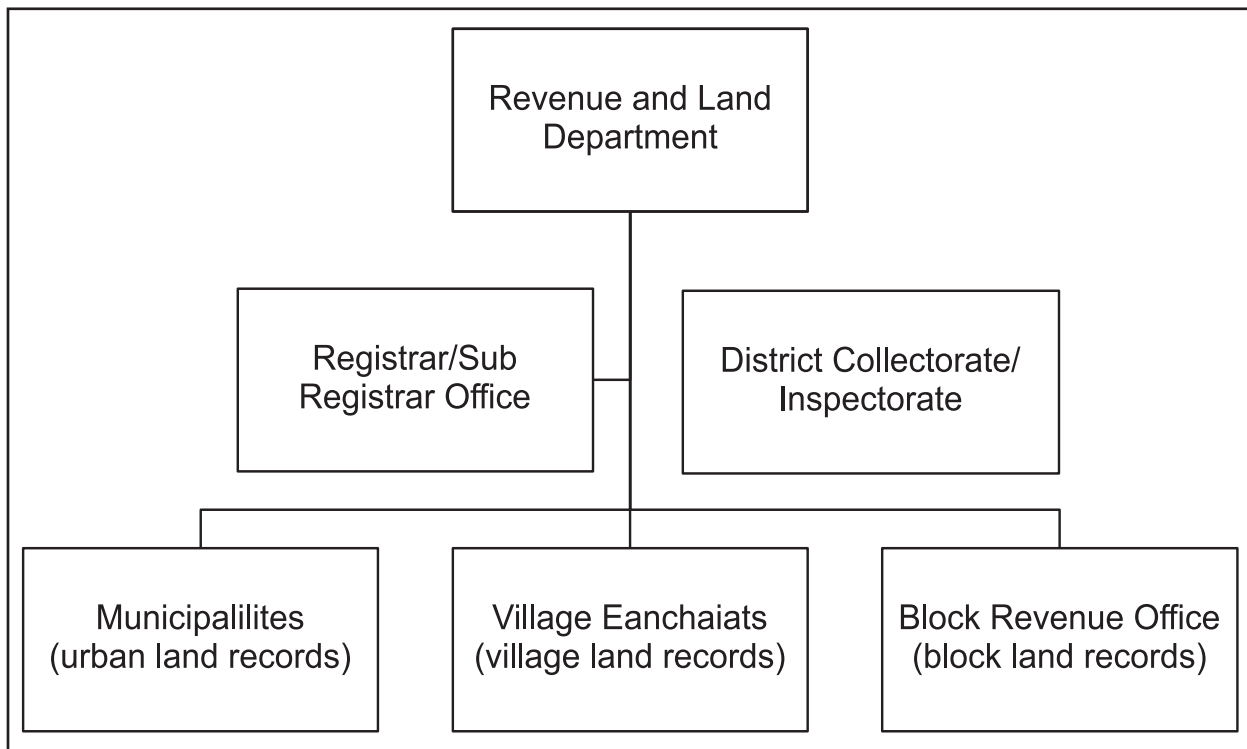 Revenue and Land
Department
Registrar/Sub
Registrar Office
District Collectorate/
Inspectorate
Municipalilites
(urban land records)
Village Eanchaiats
(village land records)
Block Revenue Office
(block land records)